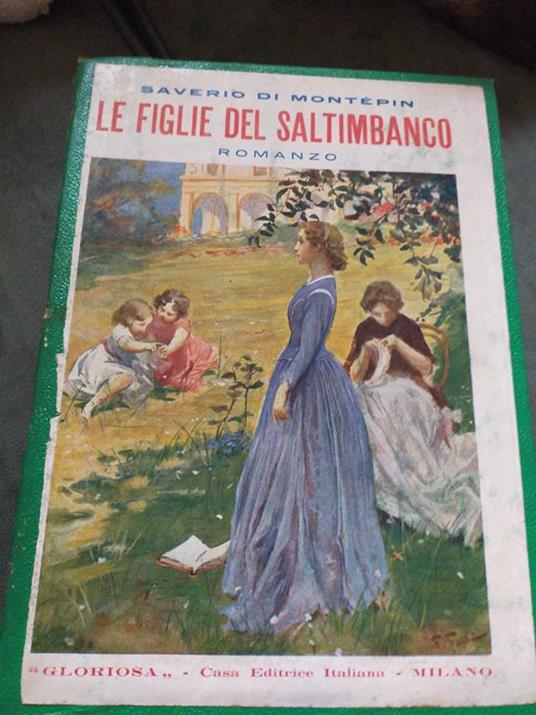 SAVERIO DI MONTÉPIN
LE FIGLIE DEL SALTIMBANCO
ROMANZO
"GLORIOSA„ - Casa Editrice Italiana - MILANO